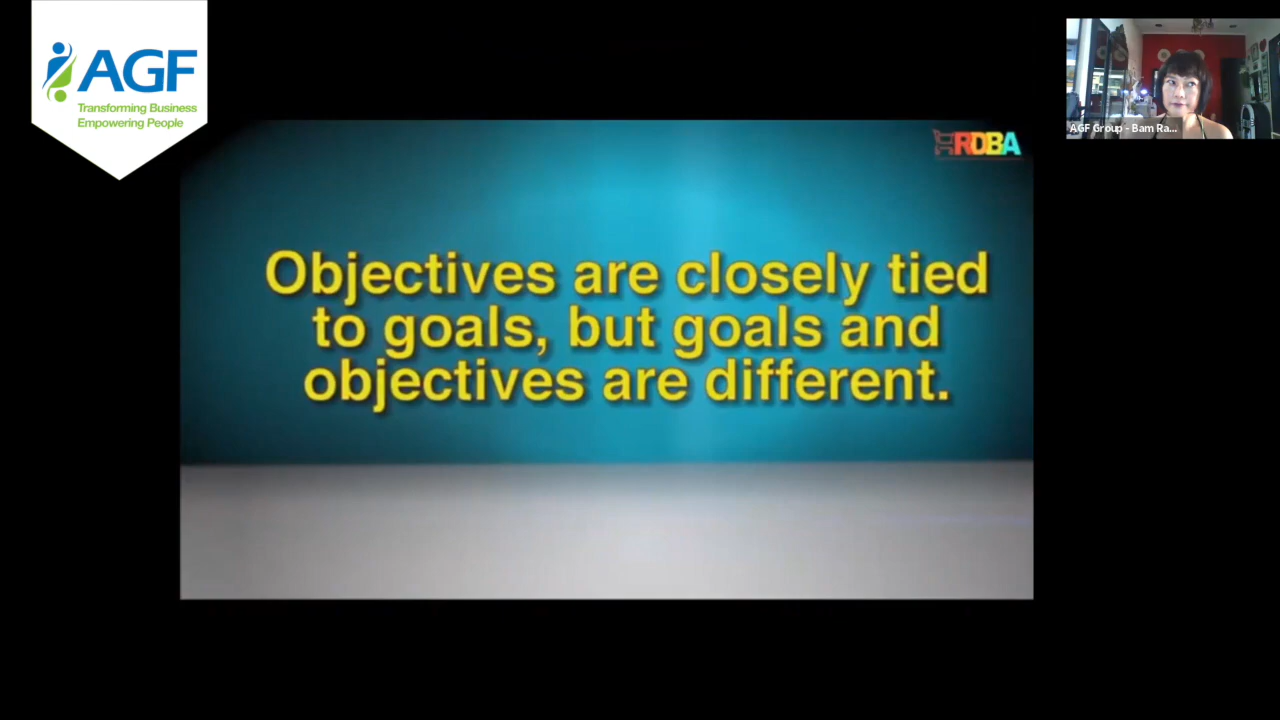 AGF
Transforming Business
Empowering People
RDBA
Objectives are closely tied
to goals, but goals and
objectives are different.
AGF Group - Bam Ra...